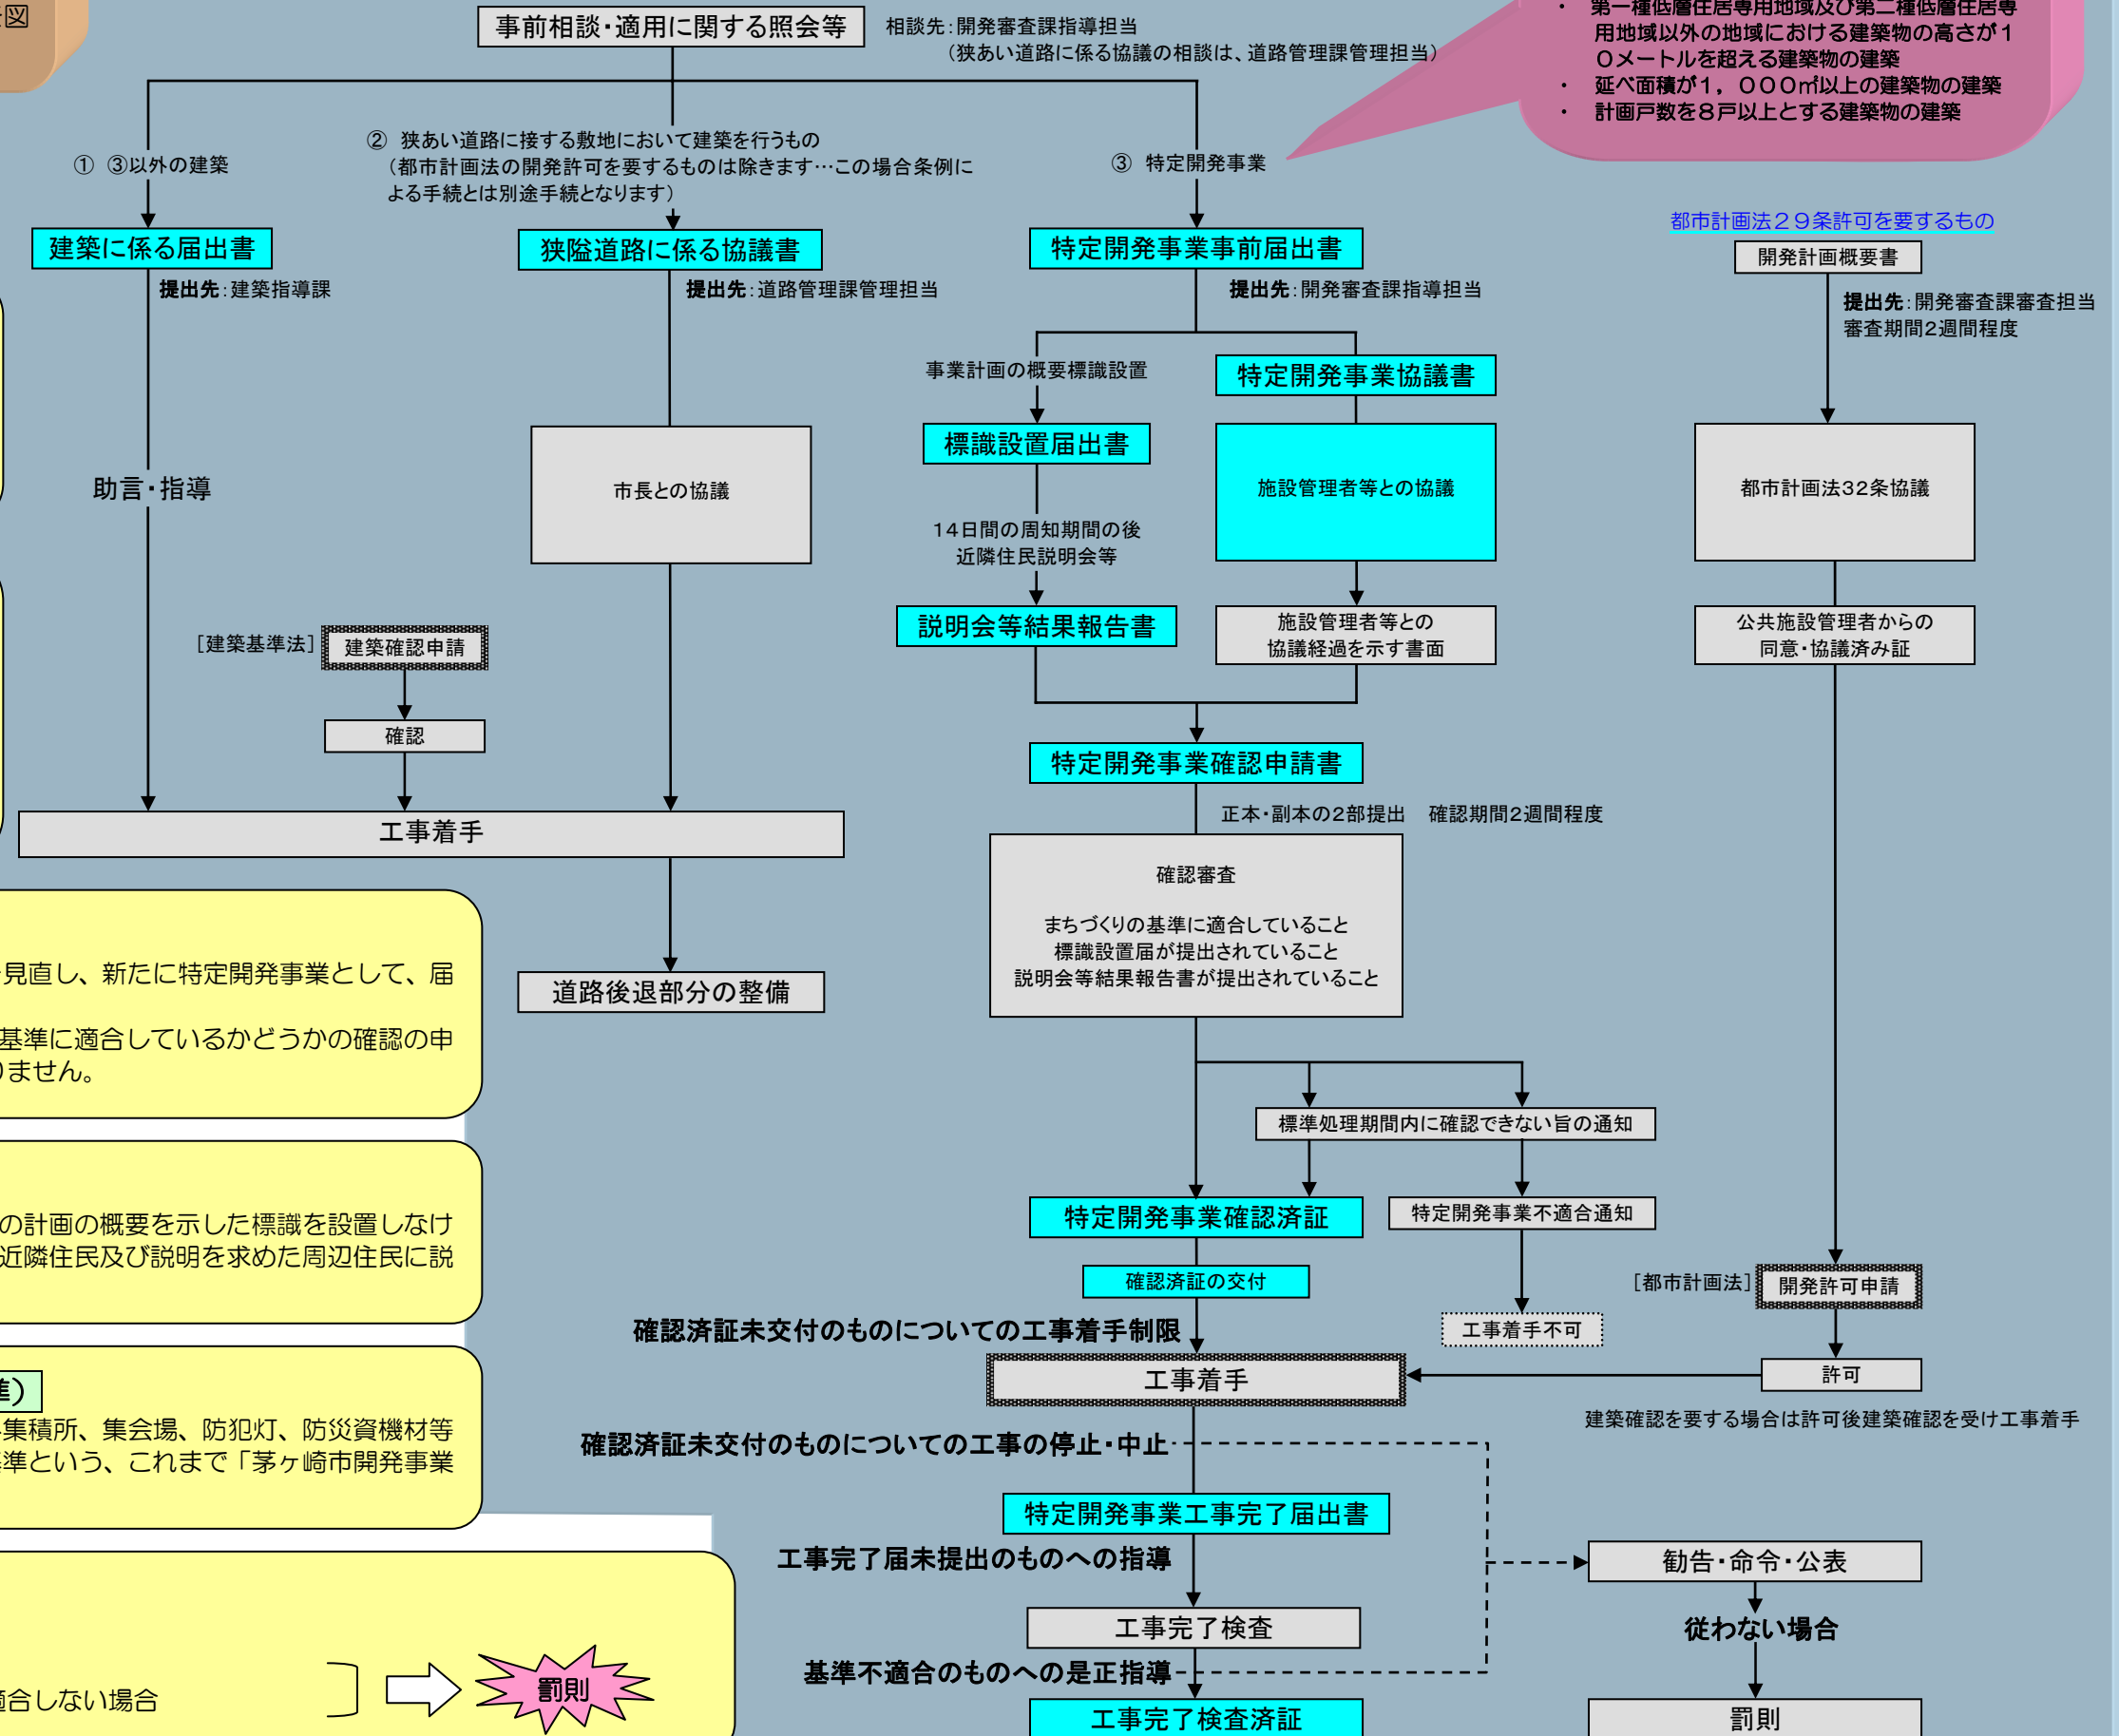 図
事前相談・適用に関する照会等
相談先：開発審査課指導担当
（狭あい道路に係る協議の相談は、道路管理課管理担当）
・ 第一種低層住居専用地域及び第二種低層住居専
用地域以外の地域における建築物の高さが１
０メートルを超える建築物の建築
・ 延べ面積が１，０００㎡以上の建築物の建築
・ 計画戸数を８戸以上とする建築物の建築
① ③以外の建築
② 狭あい道路に接する敷地において建築を行うもの
（都市計画法の開発許可を要するものは除きます…この場合条例に
よる手続とは別途手続となります）
③ 特定開発事業
都市計画法２９条許可を要するもの
建築に係る届出書
提出先：建築指導課
狭隘道路に係る協議書
提出先：道路管理課管理担当
特定開発事業事前届出書
提出先：開発審査課指導担当
開発計画概要書
提出先：開発審査課審査担当
審査期間2週間程度
事業計画の概要標識設置
特定開発事業協議書
標識設置届出書
施設管理者等との協議
都市計画法32条協議
助言・指導
市長との協議
14日間の周知期間の後
近隣住民説明会等
説明会等結果報告書
施設管理者等との
協議経過を示す書面
公共施設管理者からの
同意・協議済み証
［建築基準法］
建築確認申請
確認
工事着手
特定開発事業確認申請書
正本・副本の2部提出　確認期間2週間程度
確認審査
まちづくりの基準に適合していること
標識設置届が提出されていること
説明会等結果報告書が提出されていること
道路後退部分の整備
見直し、新たに特定開発事業として、届
基準に適合しているかどうかの確認の申
りません。
標準処理期間内に確認できない旨の通知
特定開発事業確認済証
特定開発事業不適合通知
の計画の概要を示した標識を設置しなけ
近隣住民及び説明を求めた周辺住民に説
確認済証の交付
［都市計画法］
開発許可申請
確認済証未交付のものについての工事着手制限
工事着手不可
工事着手
許可
建築確認を要する場合は許可後建築確認を受け工事着手
準）
集積所、集会場、防犯灯、防災資機材等
基準という、これまで「茅ヶ崎市開発事業
確認済証未交付のものについての工事の停止・中止
特定開発事業工事完了届出書
工事完了届未提出のものへの指導
勧告・命令・公表
工事完了検査
従わない場合
基準不適合のものへの是正指導
適合しない場合
罰則
工事完了検査済証
罰則